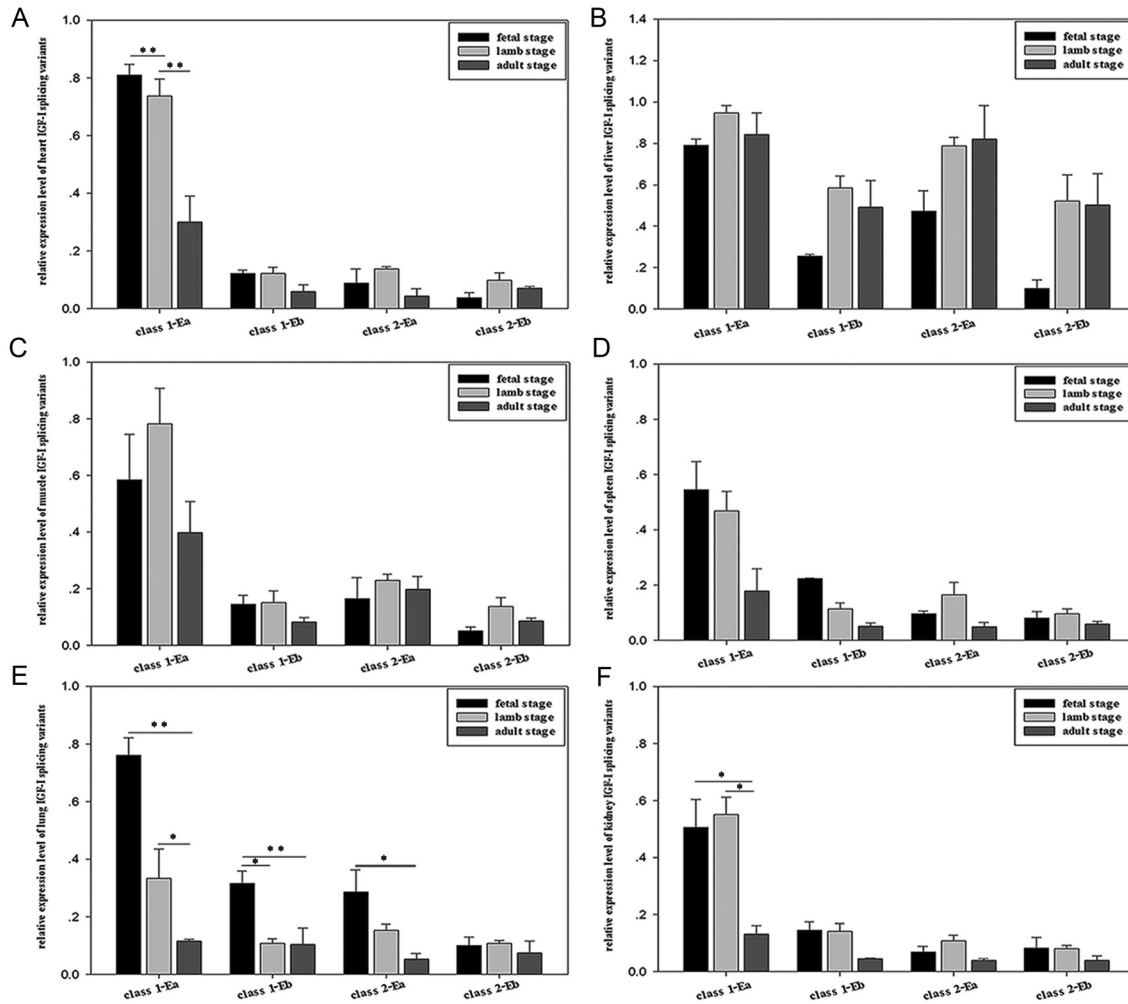 A
relative expression level of heart IGF-I splicing variants
1.0
.8
.6
.4
.2
0.0
** **
fetal stage
lamb stage
adult stage
class 1-Ea class 1-Eb class 2-Ea class 2-Eb
B
relative expression level of liver IGF-I splicing variants
1.4
1.2
1.0
.8
.6
.4
.2
0.0
fetal stage
lamb stage
adult stage
class 1-Ea class 1-Eb class 2-Ea class 2-Eb
C
relative expression level of muscle IGF-I splicing variants
1.0
.8
.6
.4
.2
0.0
fetal stage
lamb stage
adult stage
class 1-Ea class 1-Eb class 2-Ea class 2-Eb
D
relative expression level of spleen IGF-I splicing variants
1.0
.8
.6
.4
.2
0.0
fetal stage
lamb stage
adult stage
class 1-Ea class 1-Eb class 2-Ea class 2-Eb
E
relative expression level of lung IGF-I splicing variants
1.0
.8
.6
.4
.2
0.0
**
*
**
*
*
fetal stage
lamb stage
adult stage
class 1-Ea class 1-Eb class 2-Ea class 2-Eb
F
relative expression level of kidney IGF-I splicing variants
1.0
.8
.6
.4
.2
0.0
*
*
fetal stage
lamb stage
adult stage
class 1-Ea class 1-Eb class 2-Ea class 2-Eb